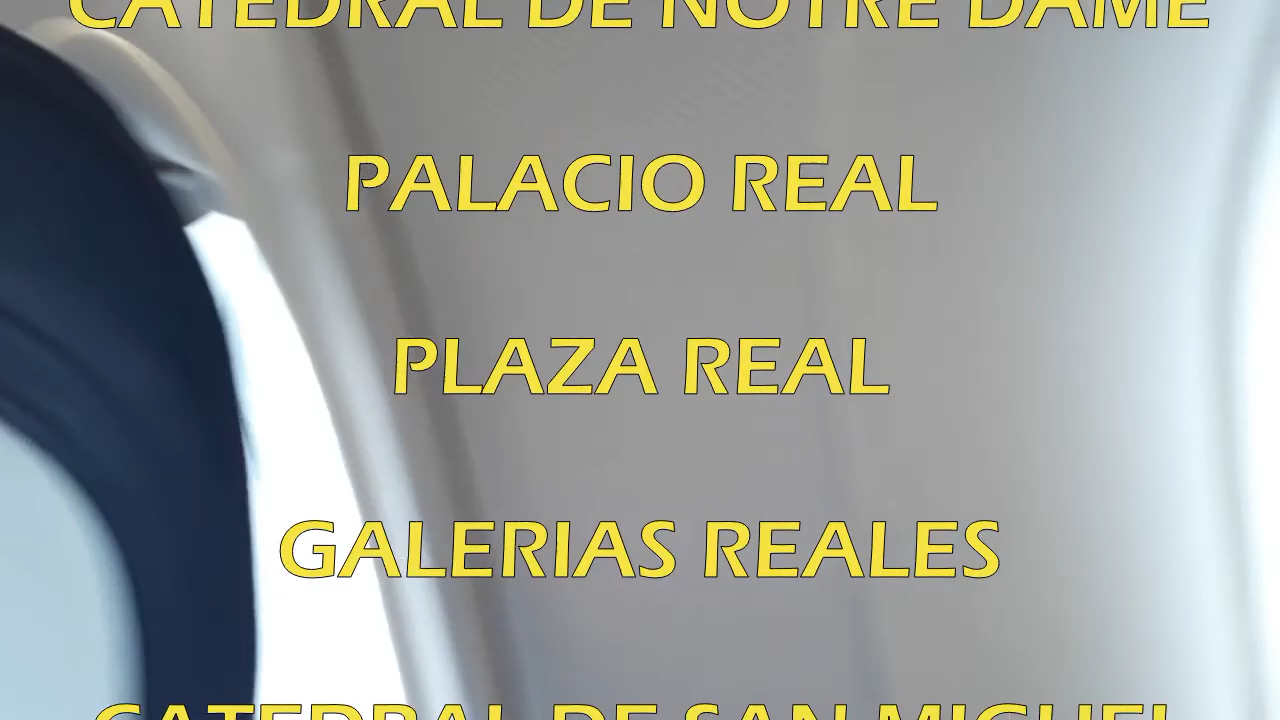 CATEDRAL DE NOTRE DAME
PALACIO REAL
PLAZA REAL
GALERIAS REALES
CATEDRAL DE SAN MIGUEL